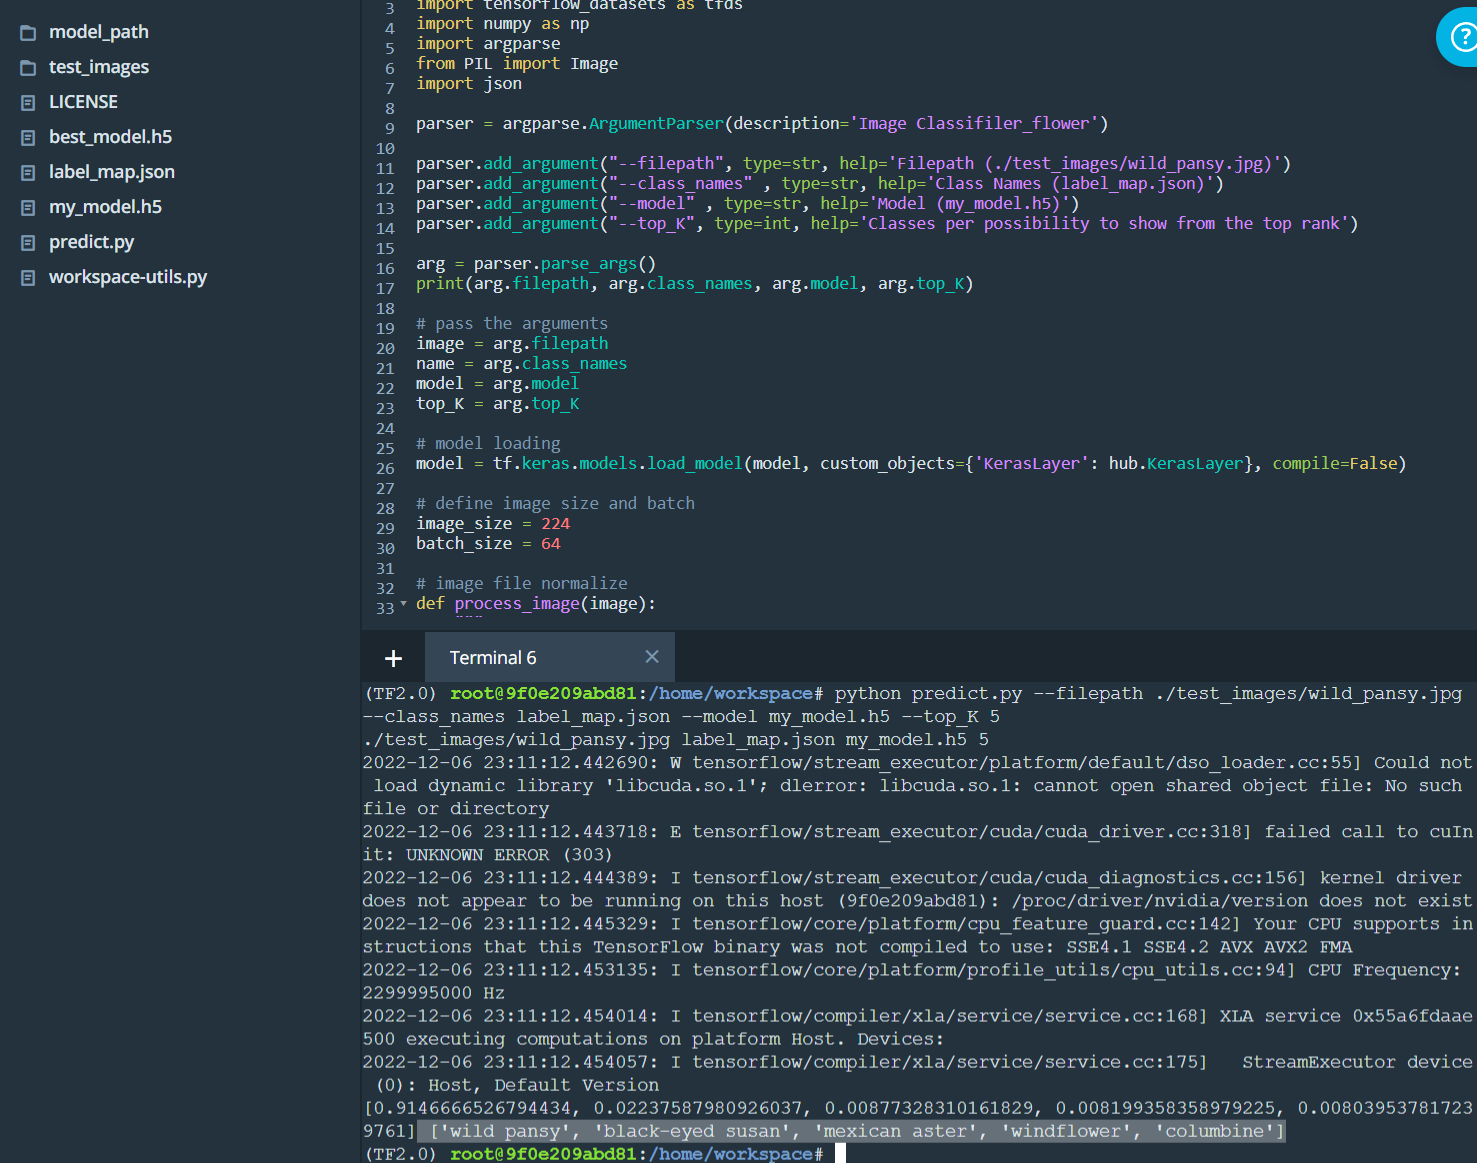 model_path
test_images
LICENSE
best_model.h5
label_map.json
my_model.h5
predict.py
workspace-utils.py
3 import tensorflow_datasets as tfds
4 import numpy as np
5 import argparse
6 from PIL import Image
7 import json
8
9 parser = argparse.ArgumentParser(description='Image Classifiler_flower')
10
11 parser.add_argument("--filepath", type=str, help='Filepath (./test_images/wild_pansy.jpg)')
12 parser.add_argument("--class_names" , type=str, help='Class Names (label_map.json)')
13 parser.add_argument("--model" , type=str, help='Model (my_model.h5)')
14 parser.add_argument("--top_K", type=int, help='Classes per possibility to show from the top rank')
15
16 arg = parser.parse_args()
17 print(arg.filepath, arg.class_names, arg.model, arg.top_K)
18
19 # pass the arguments
20 image = arg.filepath
21 name = arg.class_names
22 model = arg.model
23 top_K = arg.top_K
24
25 # model loading
26 model = tf.keras.models.load_model(model, custom_objects={'KerasLayer': hub.KerasLayer}, compile=False)
27
28 # define image size and batch
29 image_size = 224
30 batch_size = 64
31
32 # image file normalize
33 def process_image(image):
"""
+ Terminal 6 ×
(TF2.0) root@9f0e209abd81:/home/workspace# python predict.py --filepath ./test_images/wild_pansy.jpg
--class_names label_map.json --model my_model.h5 --top_K 5
./test_images/wild_pansy.jpg label_map.json my_model.h5 5
2022-12-06 23:11:12.442690: W tensorflow/stream_executor/platform/default/dso_loader.cc:55] Could not
load dynamic library 'libcuda.so.1'; dlerror: libcuda.so.1: cannot open shared object file: No such
file or directory
2022-12-06 23:11:12.443718: E tensorflow/stream_executor/cuda/cuda_driver.cc:318] failed call to cuIn
it: UNKNOWN ERROR (303)
2022-12-06 23:11:12.444389: I tensorflow/stream_executor/cuda/cuda_diagnostics.cc:156] kernel driver
does not appear to be running on this host (9f0e209abd81): /proc/driver/nvidia/version does not exist
2022-12-06 23:11:12.445329: I tensorflow/core/platform/cpu_feature_guard.cc:142] Your CPU supports in
structions that this TensorFlow binary was not compiled to use: SSE4.1 SSE4.2 AVX AVX2 FMA
2022-12-06 23:11:12.453135: I tensorflow/core/platform/profile_utils/cpu_utils.cc:94] CPU Frequency:
2299995000 Hz
2022-12-06 23:11:12.454014: I tensorflow/compiler/xla/service/service.cc:168] XLA service 0x55a6fdaae
500 executing computations on platform Host. Devices:
2022-12-06 23:11:12.454057: I tensorflow/compiler/xla/service/service.cc:175]   StreamExecutor device
(0): Host, Default Version
[0.9146666526794434, 0.02237587980926037, 0.00877328310161829, 0.008199358358979225, 0.00803953781723
9761] ['wild pansy', 'black-eyed susan', 'mexican aster', 'windflower', 'columbine']
(TF2.0) root@9f0e209abd81:/home/workspace#
?